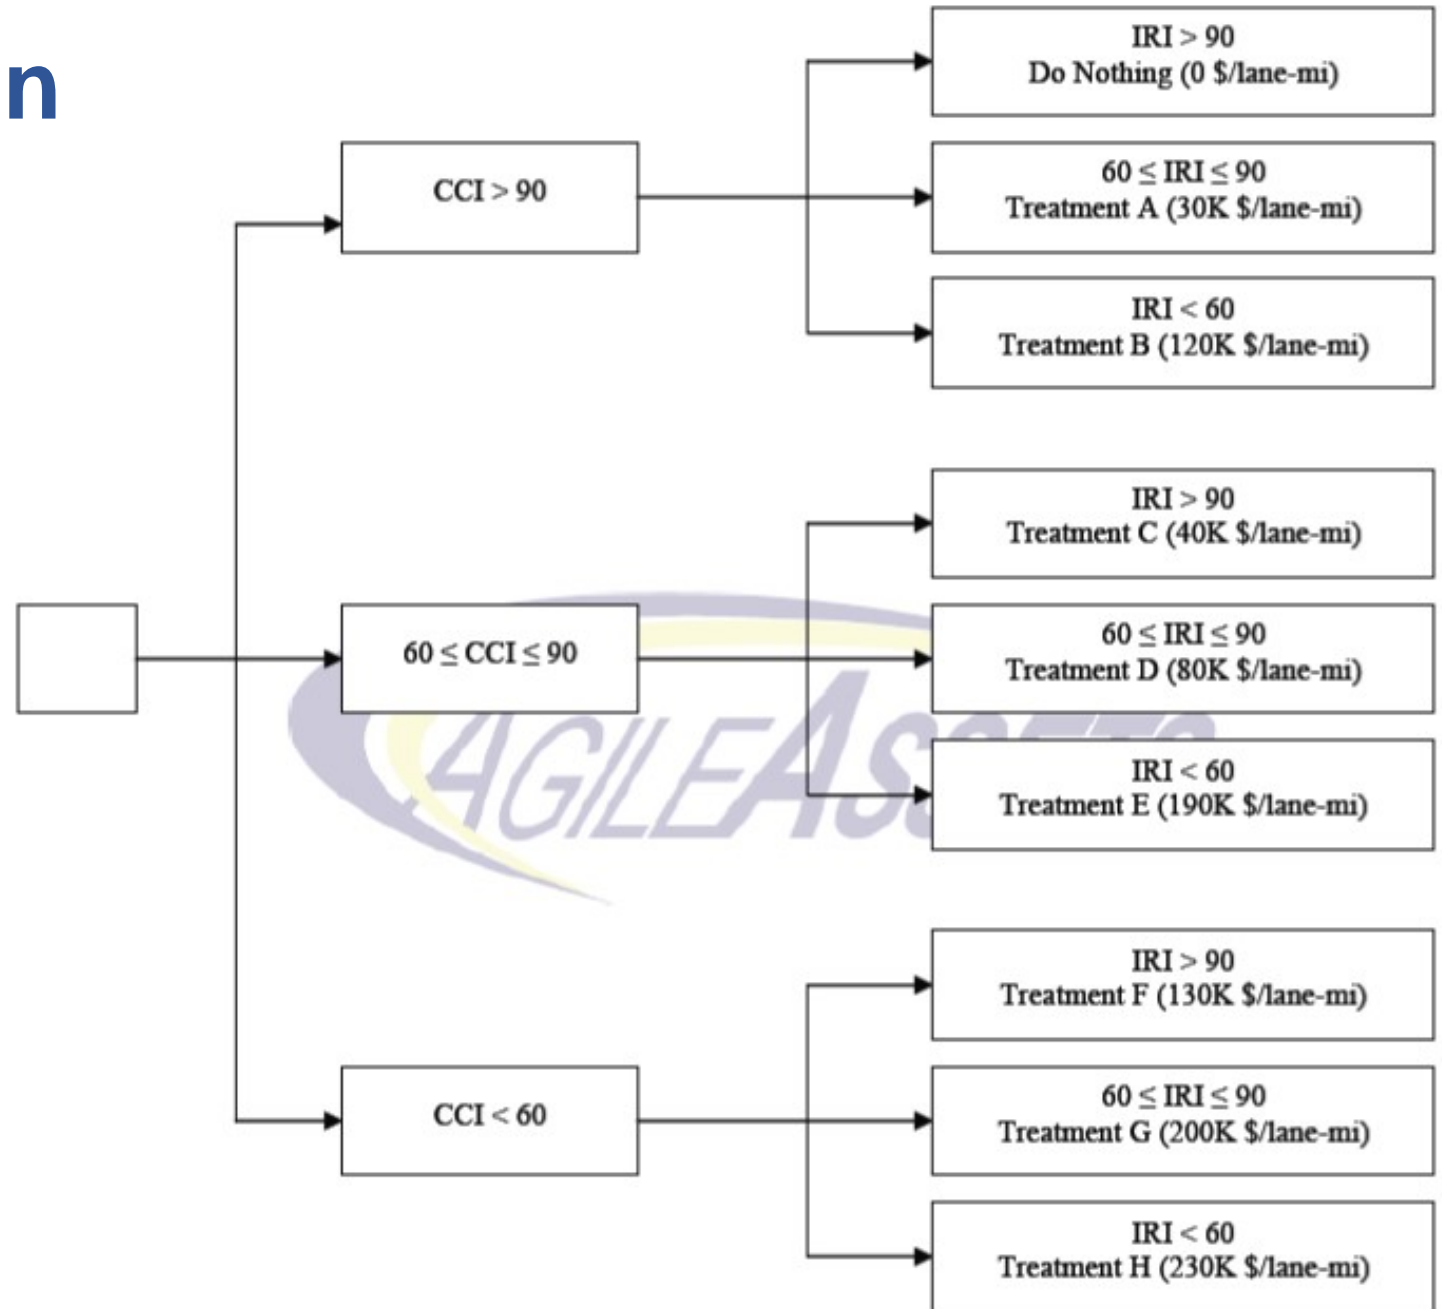 n
IRI > 90
Do Nothing (0 $/lane-mi)
CCI > 90
60 ≤ IRI ≤ 90
Treatment A (30K $/lane-mi)
IRI < 60
Treatment B (120K $/lane-mi)
IRI > 90
Treatment C (40K $/lane-mi)
60 ≤ CCI ≤ 90
60 ≤ IRI ≤ 90
Treatment D (80K $/lane-mi)
AGILEASSETS
IRI < 60
Treatment E (190K $/lane-mi)
IRI > 90
Treatment F (130K $/lane-mi)
CCI < 60
60 ≤ IRI ≤ 90
Treatment G (200K $/lane-mi)
IRI < 60
Treatment H (230K $/lane-mi)